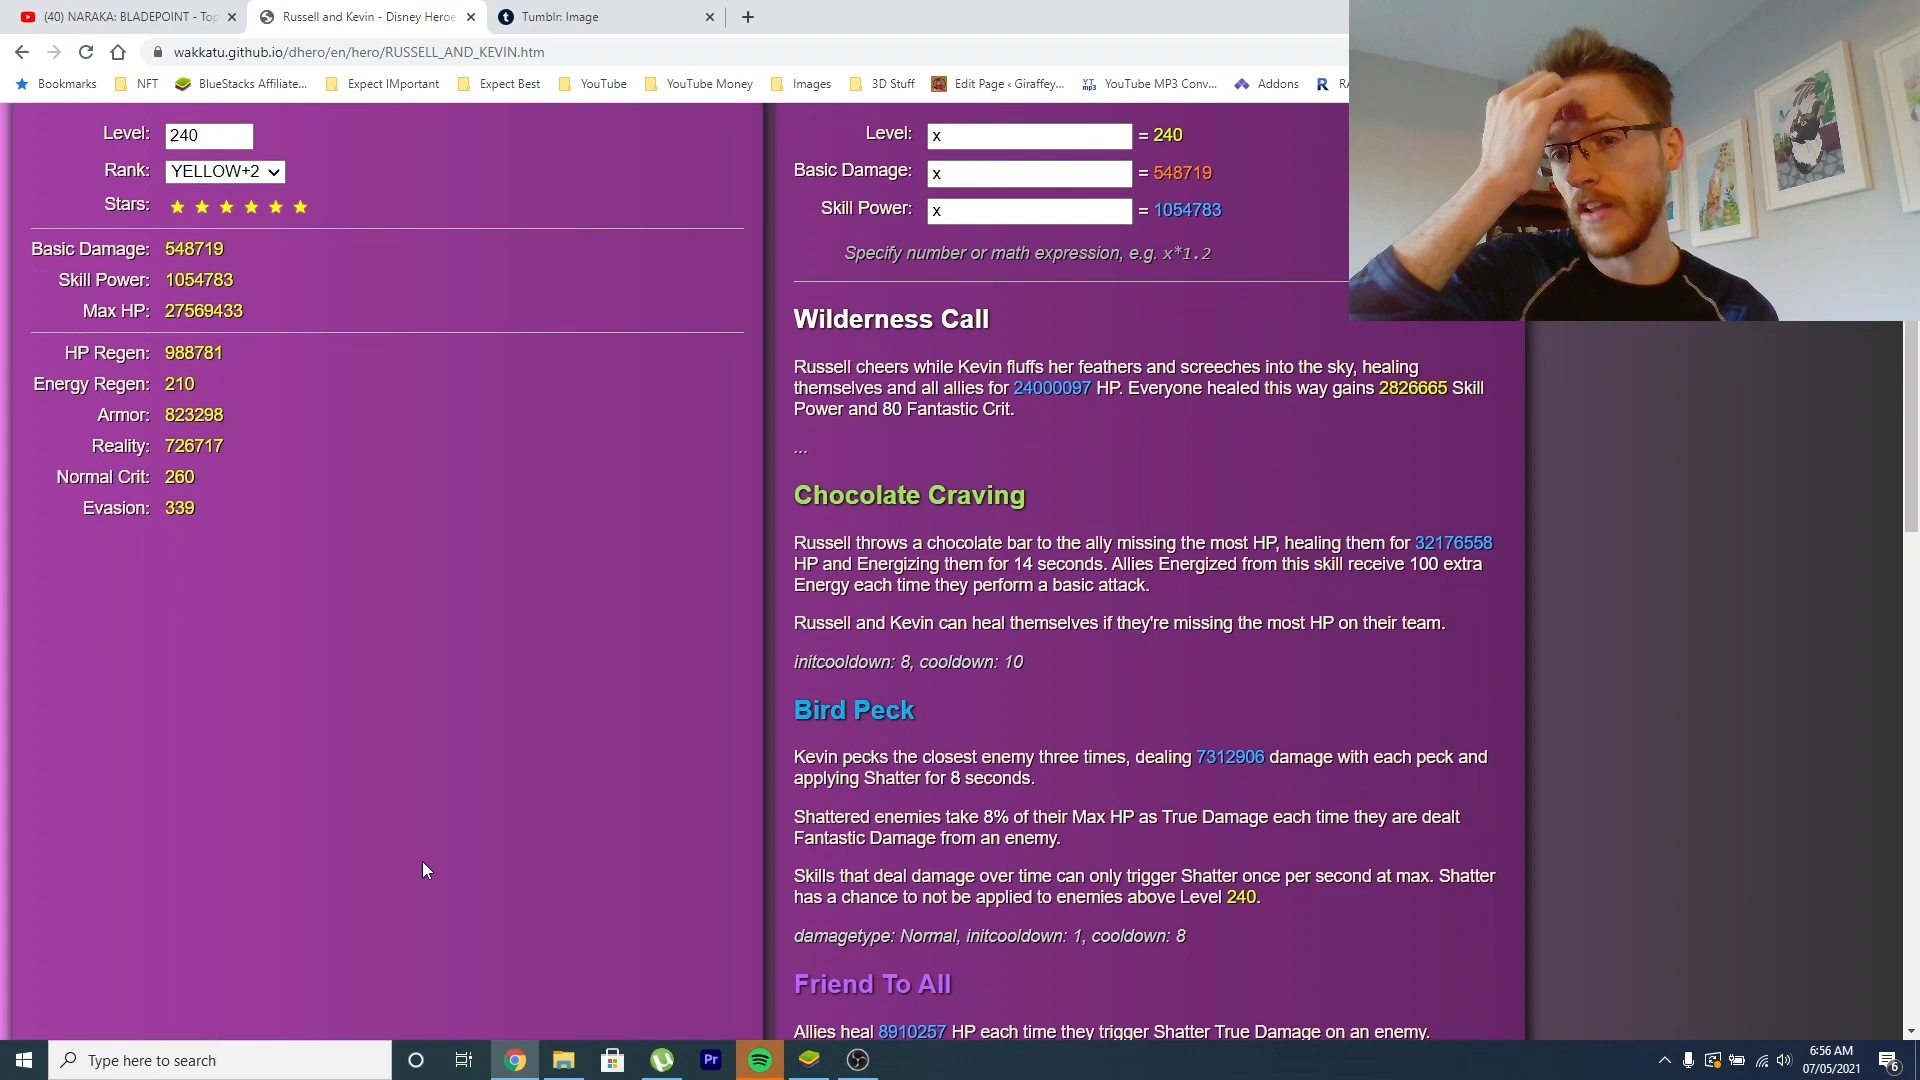 (40) NARAKA: BLADEPOINT - Top
Russell and Kevin - Disney Heroe
Tumblr: Image
wakkatu.github.io/dhero/en/hero/RUSSELL_AND_KEVIN.htm
Bookmarks
NFT
BlueStacks Affiliate...
Expect IMportant
Expect Best
YouTube
YouTube Money
Images
3D Stuff
Edit Page ‹ Giraffey...
YouTube MP3 Conv...
Addons
Level: 240
Rank: YELLOW+2
Stars:
Basic Damage: 548719
Skill Power: 1054783
Max HP: 27569433
HP Regen: 988781
Energy Regen: 210
Armor: 823298
Reality: 726717
Normal Crit: 260
Evasion: 339
Level: x = 240
Basic Damage: x = 548719
Skill Power: x = 1054783
Specify number or math expression, e.g. x*1.2
Wilderness Call
Russell cheers while Kevin fluffs her feathers and screeches into the sky, healing
themselves and all allies for 24000097 HP. Everyone healed this way gains 2826665 Skill
Power and 80 Fantastic Crit.
...
Chocolate Craving
Russell throws a chocolate bar to the ally missing the most HP, healing them for 32176558
HP and Energizing them for 14 seconds. Allies Energized from this skill receive 100 extra
Energy each time they perform a basic attack.
Russell and Kevin can heal themselves if they're missing the most HP on their team.
initcooldown: 8, cooldown: 10
Bird Peck
Kevin pecks the closest enemy three times, dealing 7312906 damage with each peck and
applying Shatter for 8 seconds.
Shattered enemies take 8% of their Max HP as True Damage each time they are dealt
Fantastic Damage from an enemy.
Skills that deal damage over time can only trigger Shatter once per second at max. Shatter
has a chance to not be applied to enemies above Level 240.
damagetype: Normal, initcooldown: 1, cooldown: 8
Friend To All
Allies heal 8910257 HP each time they trigger Shatter True Damage on an enemy.
Type here to search
Pr
6:56 AM
07/05/2021
6